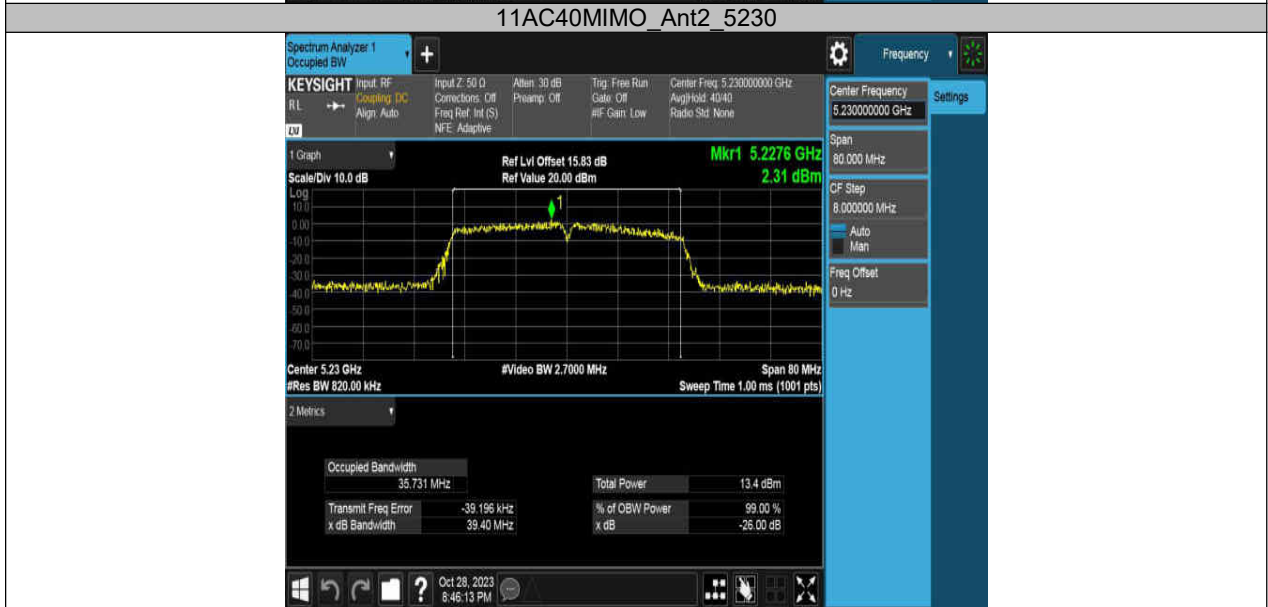 11AC40MIMO_Ant2_5230
Spectrum Analyzer 1
Occupied BW
+
Frequency
KEYSIGHT
RL
LXI
Input: RF
Coupling: DC
Align: Auto
Input Z: 50 Ω
Corrections: Off
Freq Ref: Int (S)
NFE: Adaptive
Atten: 30 dB
Preamp: Off
Trig: Free Run
Gate: Off
#IF Gain: Low
Center Freq: 5.230000000 GHz
Avg|Hold: 40/40
Radio Std: None
Center Frequency
5.230000000 GHz
Settings
Span
80.000 MHz
CF Step
8.000000 MHz
Auto
Man
Freq Offset
0 Hz
1 Graph
Scale/Div 10.0 dB
Ref Lvl Offset 15.83 dB
Ref Value 20.00 dBm
Mkr1 5.2276 GHz
2.31 dBm
Log
10.0
0.00
-10.0
-20.0
-30.0
-40.0
-50.0
-60.0
-70.0
1
Center 5.23 GHz
#Video BW 2.7000 MHz
Span 80 MHz
#Res BW 820.00 kHz
Sweep Time 1.00 ms (1001 pts)
2 Metrics
Occupied Bandwidth
35.731 MHz
Total Power 13.4 dBm
Transmit Freq Error -39.196 kHz
% of OBW Power 99.00 %
x dB Bandwidth 39.40 MHz
x dB -26.00 dB
?
Oct 28, 2023
8:46:13 PM